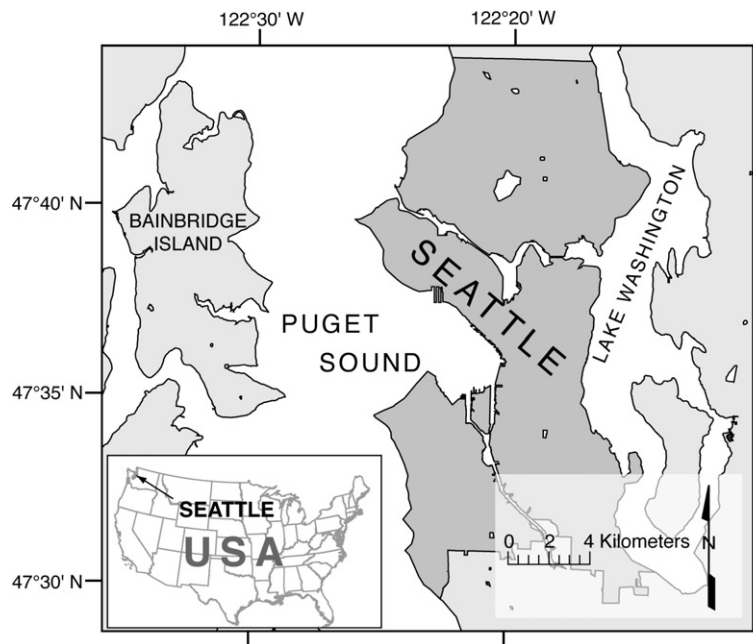 122°30' W
122°20' W
47°40' N
BAINBRIDGE
ISLAND
SEATTLE
LAKE WASHINGTON
PUGET
SOUND
47°35' N
SEATTLE
USA
0 2 4 Kilometers
N
47°30' N